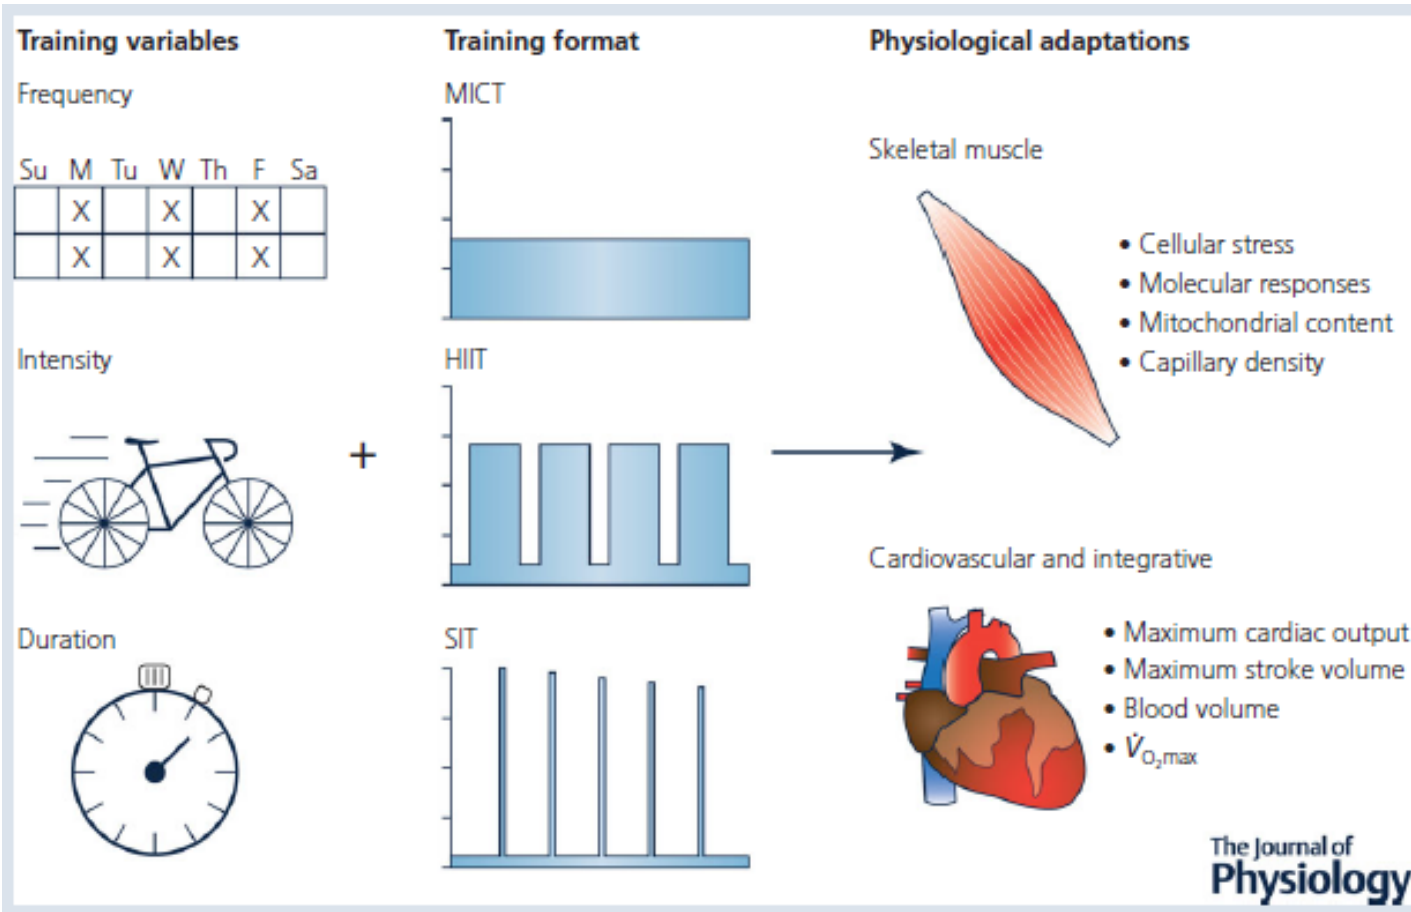 Training variables
Training format
Physiological adaptations
Frequency
Su M Tu W Th F Sa
X X X
X X X
Intensity
Duration
MICT
HIIT
SIT
+
Skeletal muscle
• Cellular stress
• Molecular responses
• Mitochondrial content
• Capillary density
Cardiovascular and integrative
• Maximum cardiac output
• Maximum stroke volume
• Blood volume
• V̇O₂max
The Journal of
Physiology